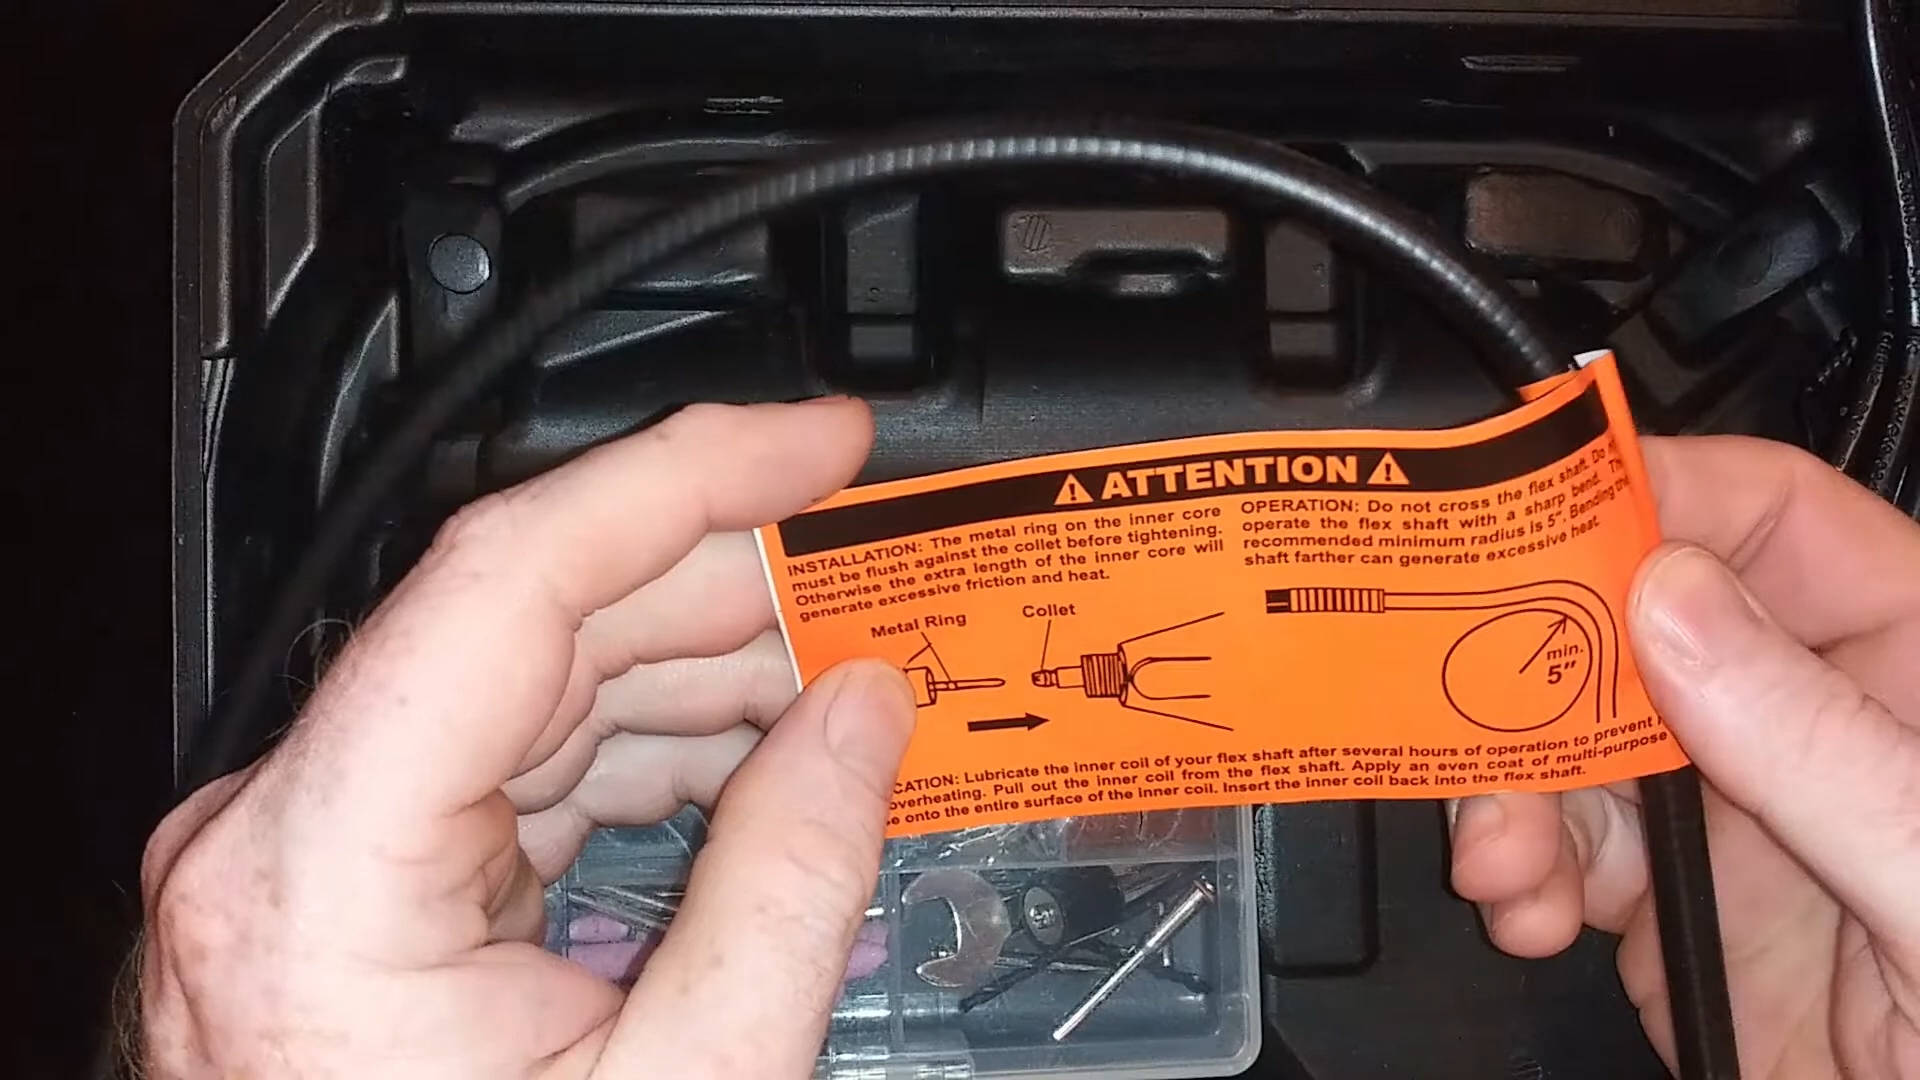 ATTENTION
INSTALLATION: The metal ring on the inner core
must be flush against the collet before tightening.
Otherwise the extra length of the inner core will
generate excessive friction and heat.
OPERATION: Do not cross the flex shaft. Do
operate the flex shaft with a sharp bend. The
recommended minimum radius is 5". Bending the
shaft farther can generate excessive heat.
Metal Ring
Collet
min.
5"
CATION: Lubricate the inner coil of your flex shaft after several hours of operation to prevent
overheating. Pull out the inner coil from the flex shaft. Apply an even coat of multi-purpose
onto the entire surface of the inner coil. Insert the inner coil back into the flex shaft.